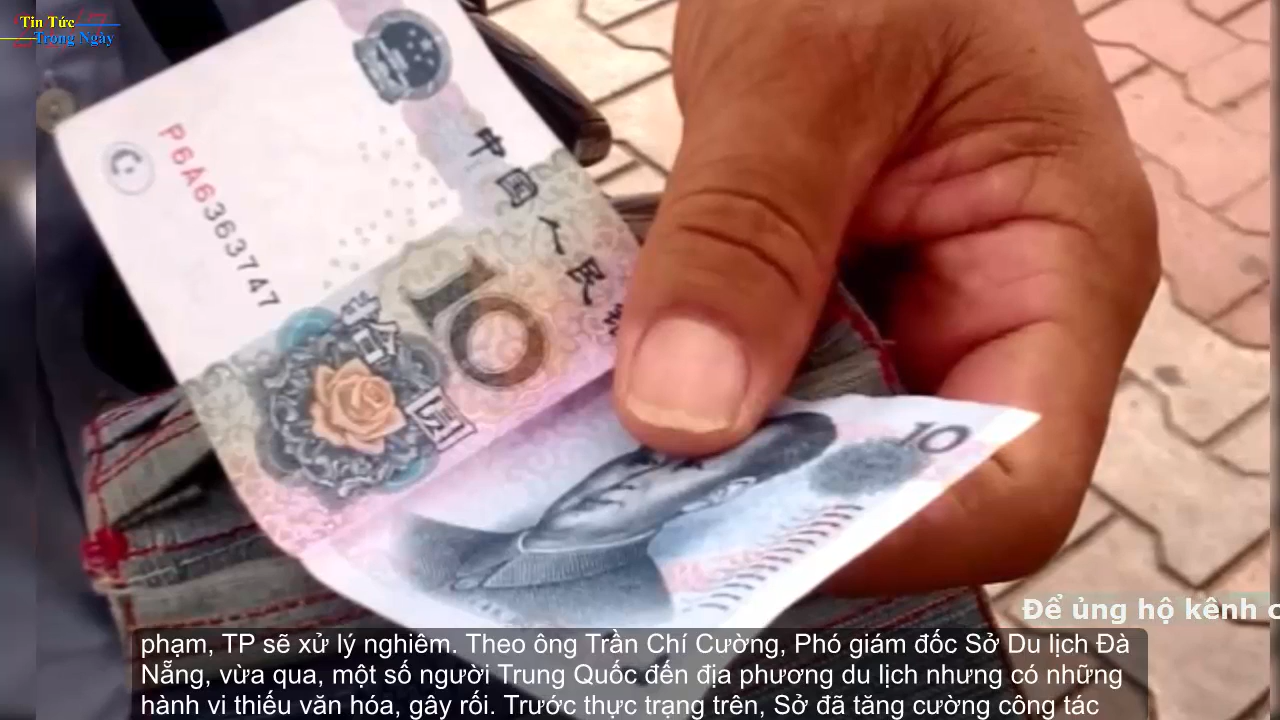 Tin Tức
Trong Ngày
P6A6363747
中国人民
10
拾圆
10
Để ủng hộ kênh c
phạm, TP sẽ xử lý nghiêm. Theo ông Trần Chí Cường, Phó giám đốc Sở Du lịch Đà
Nẵng, vừa qua, một số người Trung Quốc đến địa phương du lịch nhưng có những
hành vi thiếu văn hóa, gây rối. Trước thực trạng trên, Sở đã tăng cường công tác